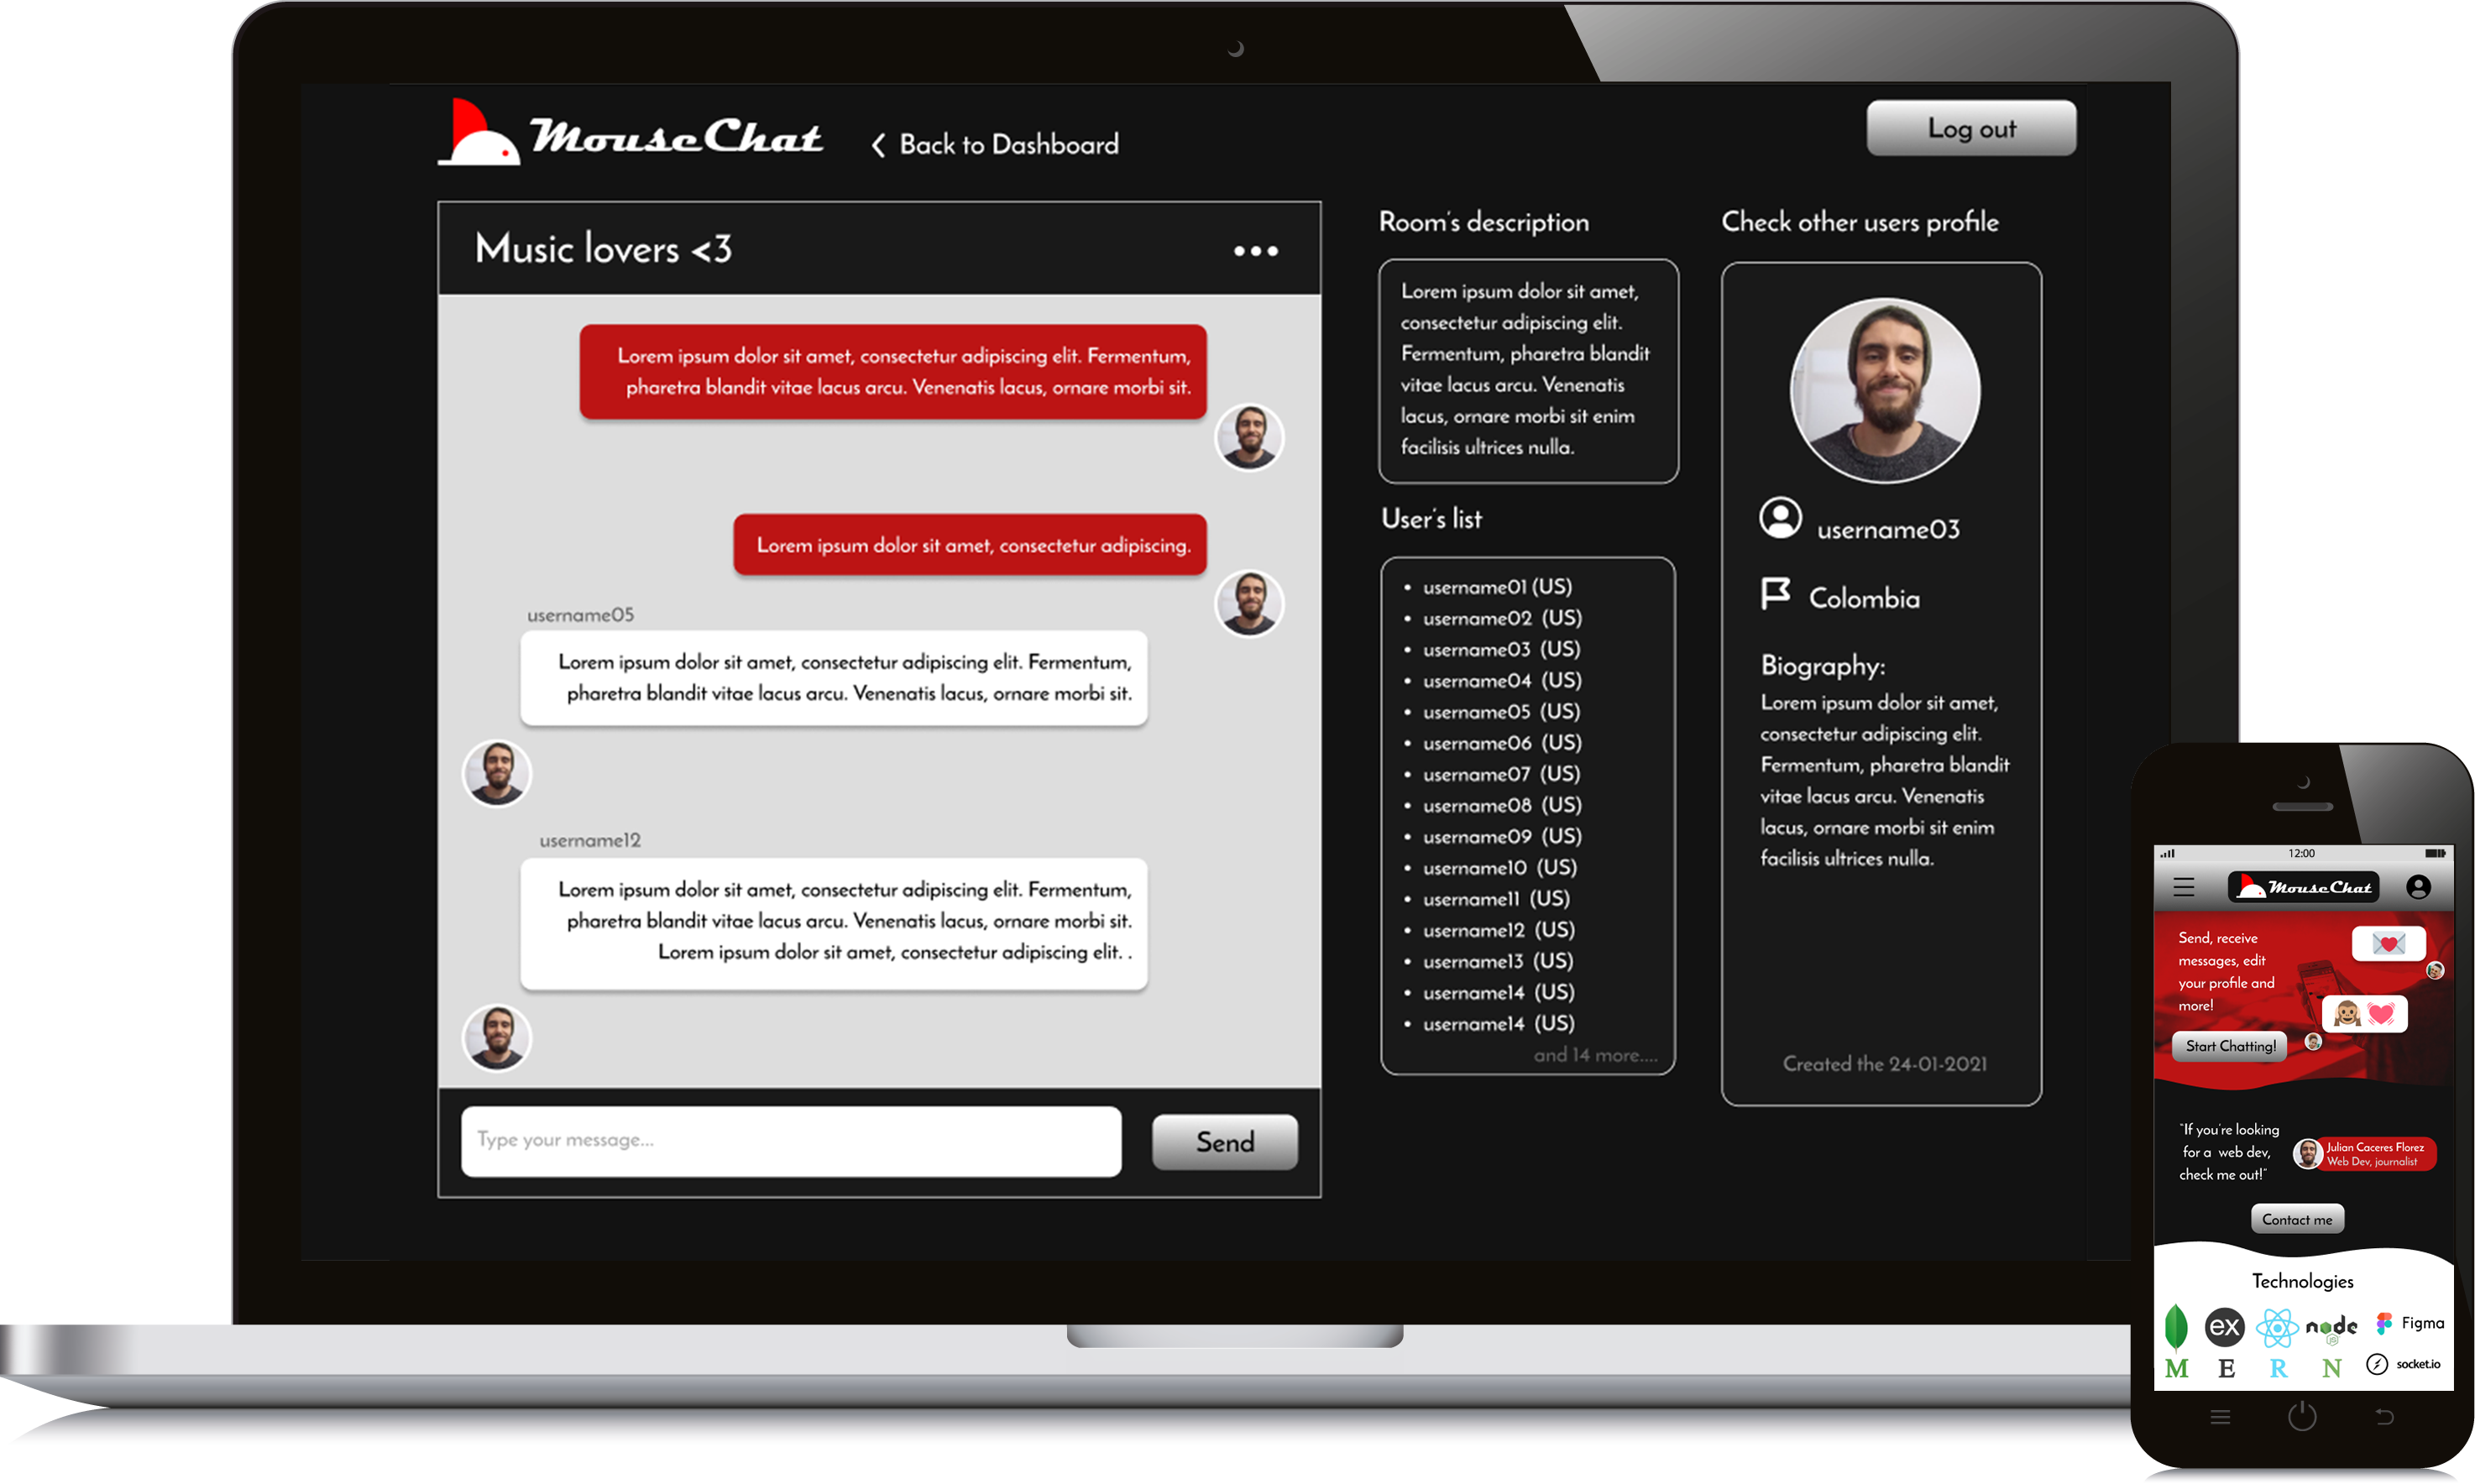 MouseChat
Back to Dashboard
Log out
Music lovers <3
Lorem ipsum dolor sit amet, consectetur adipiscing elit. Fermentum,
pharetra blandit vitae lacus arcu. Venenatis lacus, ornare morbi sit.
Lorem ipsum dolor sit amet, consectetur adipiscing.
username05
Lorem ipsum dolor sit amet, consectetur adipiscing elit. Fermentum,
pharetra blandit vitae lacus arcu. Venenatis lacus, ornare morbi sit.
username12
Lorem ipsum dolor sit amet, consectetur adipiscing elit. Fermentum,
pharetra blandit vitae lacus arcu. Venenatis lacus, ornare morbi sit.
Lorem ipsum dolor sit amet, consectetur adipiscing elit. .
Type your message...
Send
Room's description
Lorem ipsum dolor sit amet,
consectetur adipiscing elit.
Fermentum, pharetra blandit
vitae lacus arcu. Venenatis
lacus, ornare morbi sit enim
facilisis ultrices nulla.
User's list
• username01 (US)
• username02 (US)
• username03 (US)
• username04 (US)
• username05 (US)
• username06 (US)
• username07 (US)
• username08 (US)
• username09 (US)
• username10 (US)
• username11 (US)
• username12 (US)
• username13 (US)
• username14 (US)
• username14 (US)
and 14 more....
Check other users profile
username03
Colombia
Biography:
Lorem ipsum dolor sit amet,
consectetur adipiscing elit.
Fermentum, pharetra blandit
vitae lacus arcu. Venenatis
lacus, ornare morbi sit enim
facilisis ultrices nulla.
Created the 24-01-2021
12:00
MouseChat
Send, receive
messages, edit
your profile and
more!
Start Chatting!
"If you're looking
for a web dev,
check me out!"
Julian Caceres Florez
Web Dev, journalist
Contact me
Technologies
ex
node
JS
Figma
M E R N
socket.io